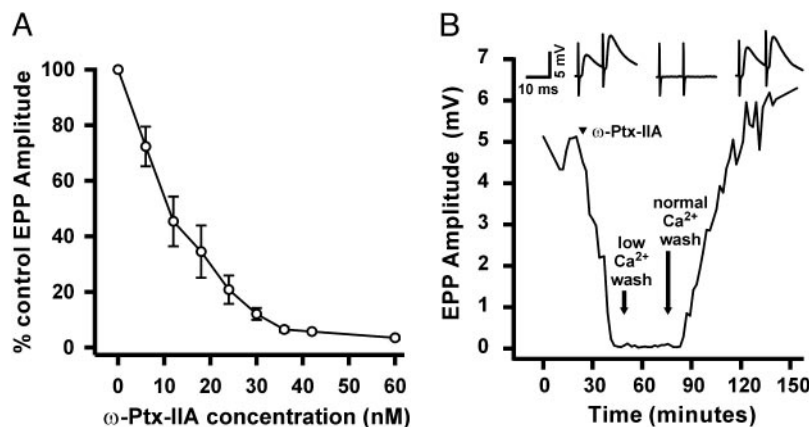 A
% control EPP Amplitude
100
80
60
40
20
0
0 10 20 30 40 50 60
ω-Ptx-IIA concentration (nM)
B
EPP Amplitude (mV)
7
6
5
4
3
2
1
0
5 mV
10 ms
ω-Ptx-IIA
low
Ca2+
wash
normal
Ca2+
wash
0 30 60 90 120 150
Time (minutes)